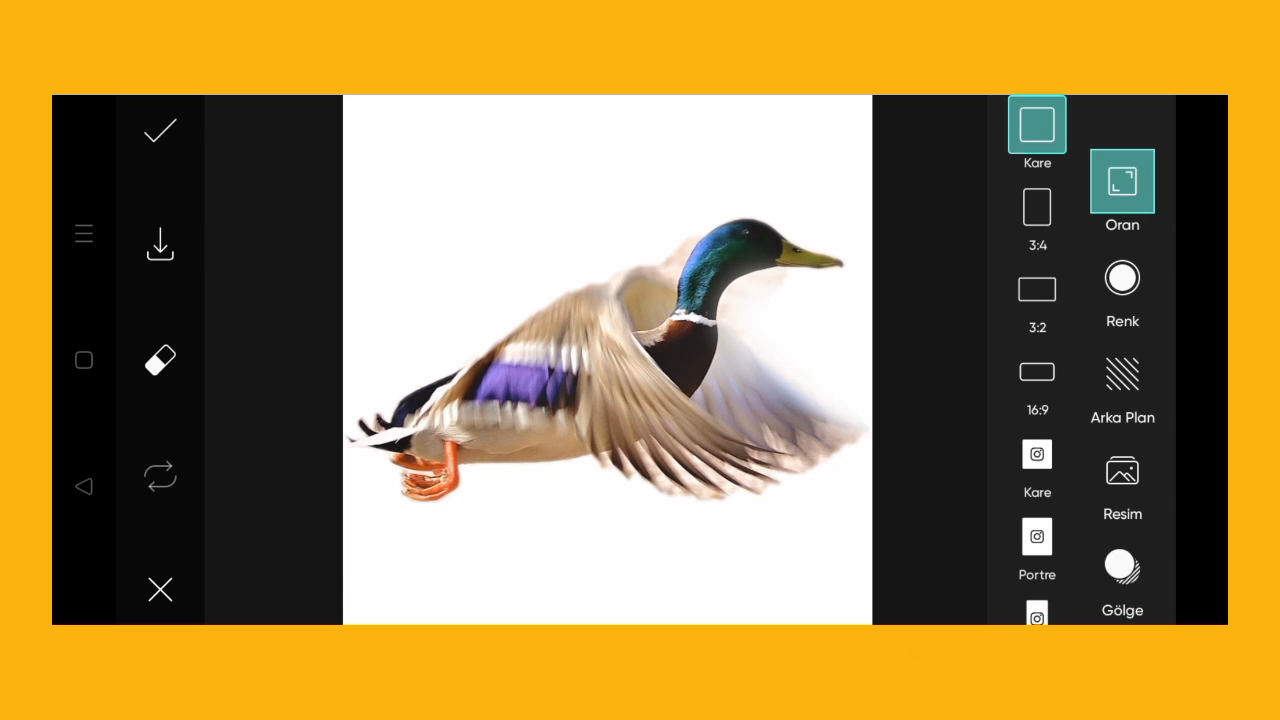 Kare
3:4
3:2
16:9
Kare
Portre
Oran
Renk
Arka Plan
Resim
Gölge